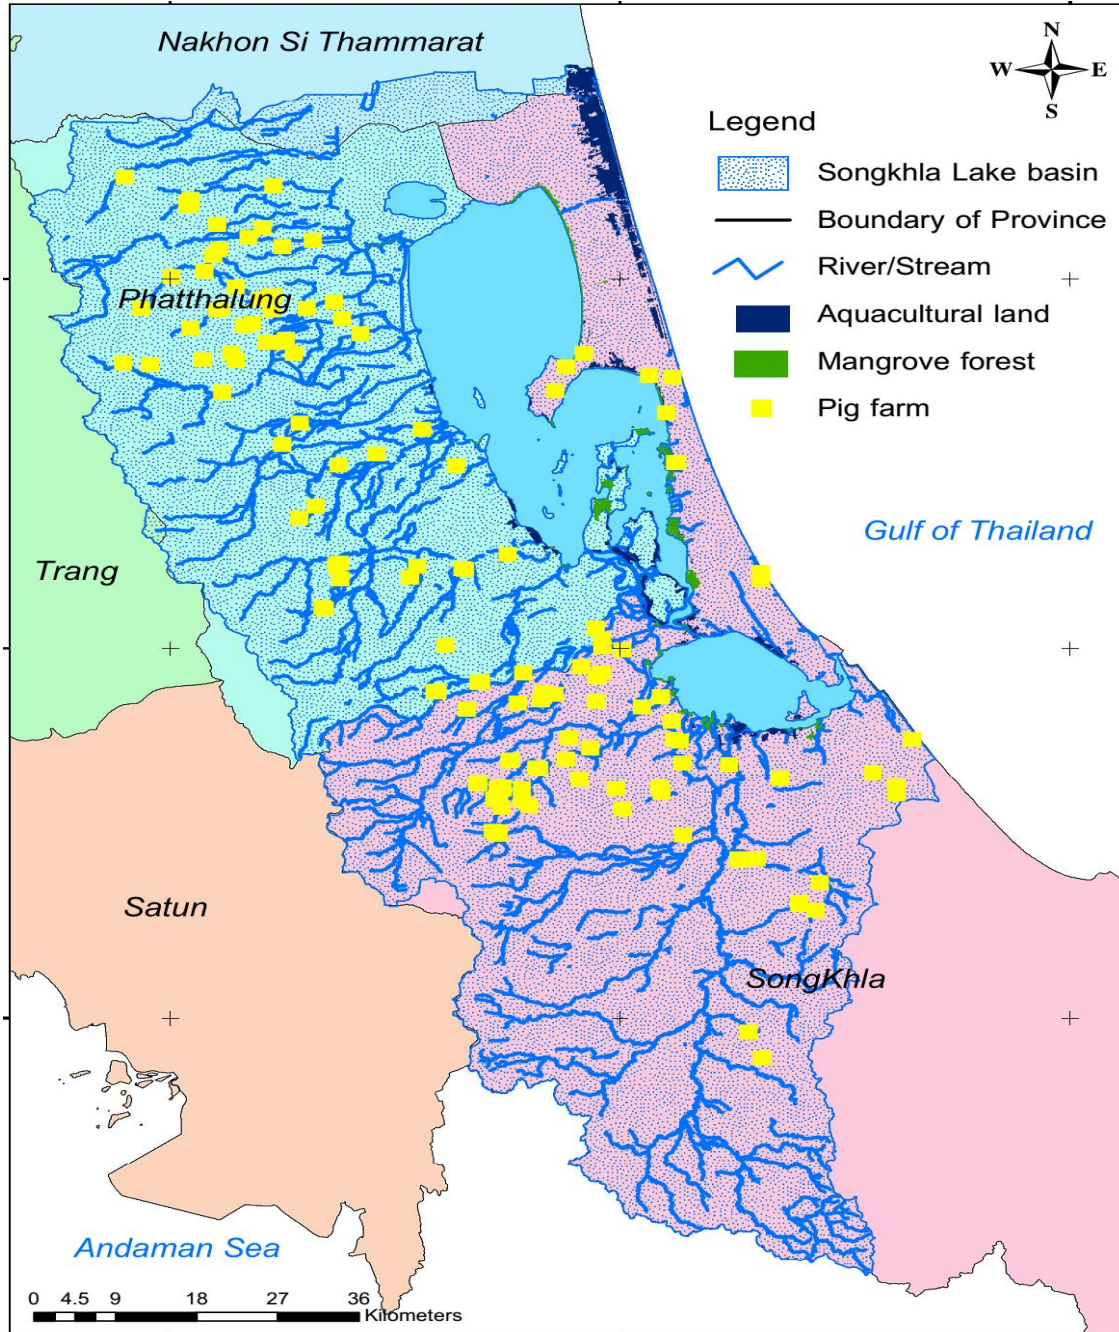 Nakhon Si Thammarat
N
W E
S
Legend
Songkhla Lake basin
Boundary of Province
River/Stream
Aquacultural land
Mangrove forest
Pig farm
Phatthalung
Gulf of Thailand
Trang
Satun
SongKhla
Andaman Sea
0 4.5 9 18 27 36
Kilometers